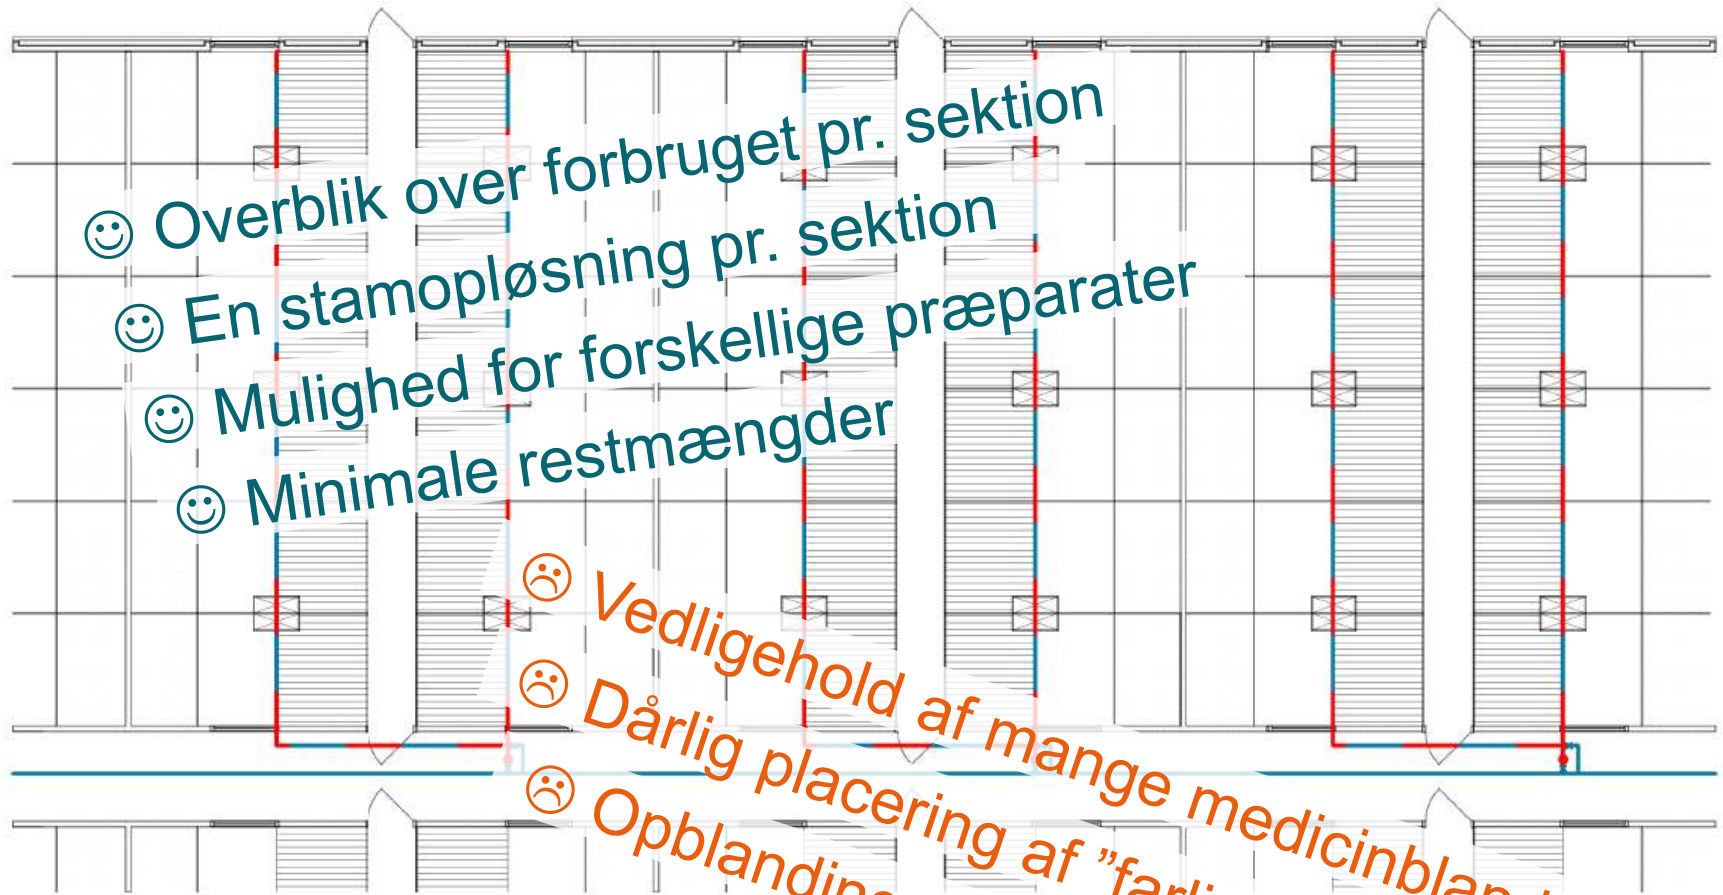 ☺ Overblik over forbruget pr. sektion
☺ En stamopløsning pr. sektion
☺ Mulighed for forskellige præparater
☺ Minimale restmængder
☹ Vedligehold af mange
☹ Dårlig placering af
☹